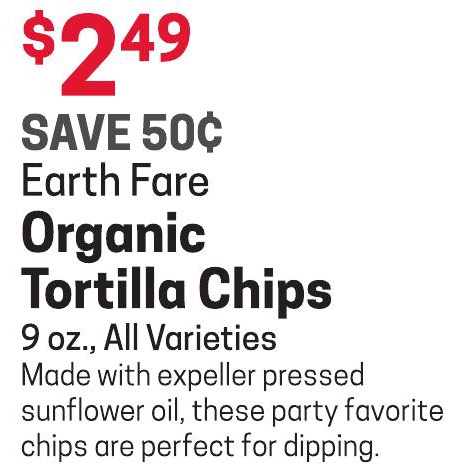 $2.49
SAVE 50¢
Earth Fare
Organic
Tortilla Chips
9 oz., All Varieties
Made with expeller pressed
sunflower oil, these party favorite
chips are perfect for dipping.